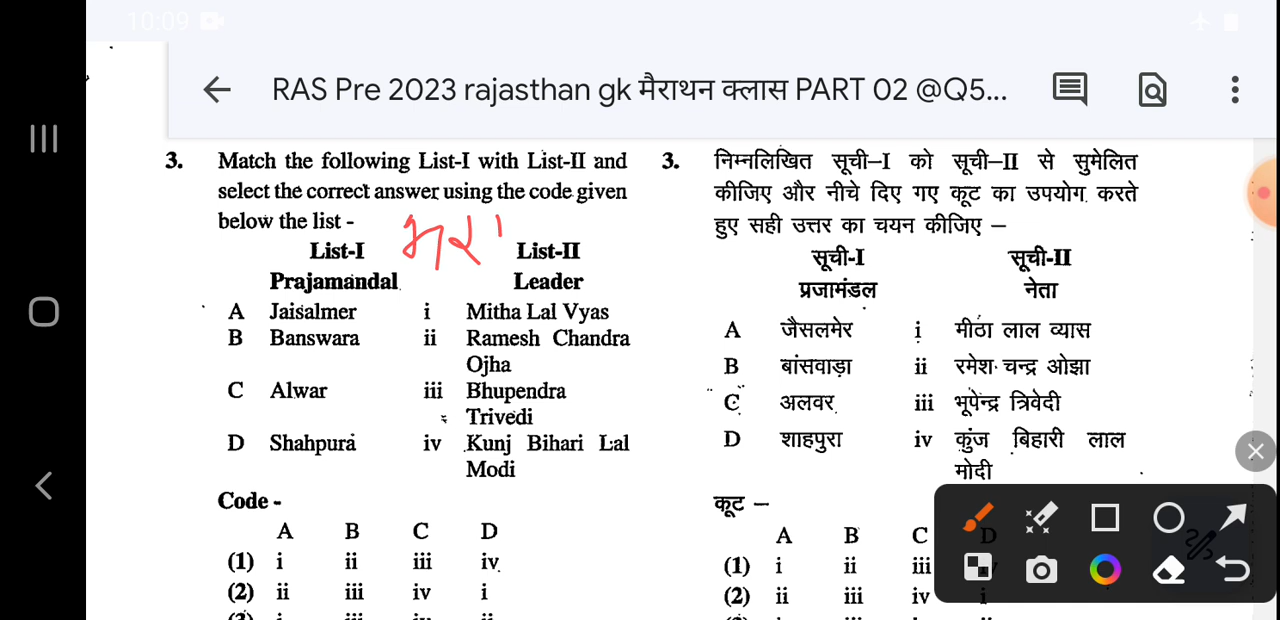 10:09
RAS Pre 2023 rajasthan gk मैराथन क्लास PART 02 @Q5...
3. Match the following List-I with List-II and
select the correct answer using the code given
below the list -
List-I List-II
Prajamandal Leader
A Jaisalmer i Mitha Lal Vyas
B Banswara ii Ramesh Chandra
Ojha
C Alwar iii Bhupendra
Trivedi
D Shahpura iv Kunj Bihari Lal
Modi
Code -
A B C D
(1) i ii iii iv
(2) ii iii iv i
3. निम्नलिखित सूची-I को सूची-II से सुमेलित
कीजिए और नीचे दिए गए कूट का उपयोग करते
हुए सही उत्तर का चयन कीजिए –
सूची-I सूची-II
प्रजामंडल नेता
A जैसलमेर i मीठा लाल व्यास
B बांसवाड़ा ii रमेश चन्द्र ओझा
C अलवर iii भूपेन्द्र त्रिवेदी
D शाहपुरा iv कुंज बिहारी लाल
मोदी
कूट –
A B C D
(1) i ii iii
(2) ii iii iv i